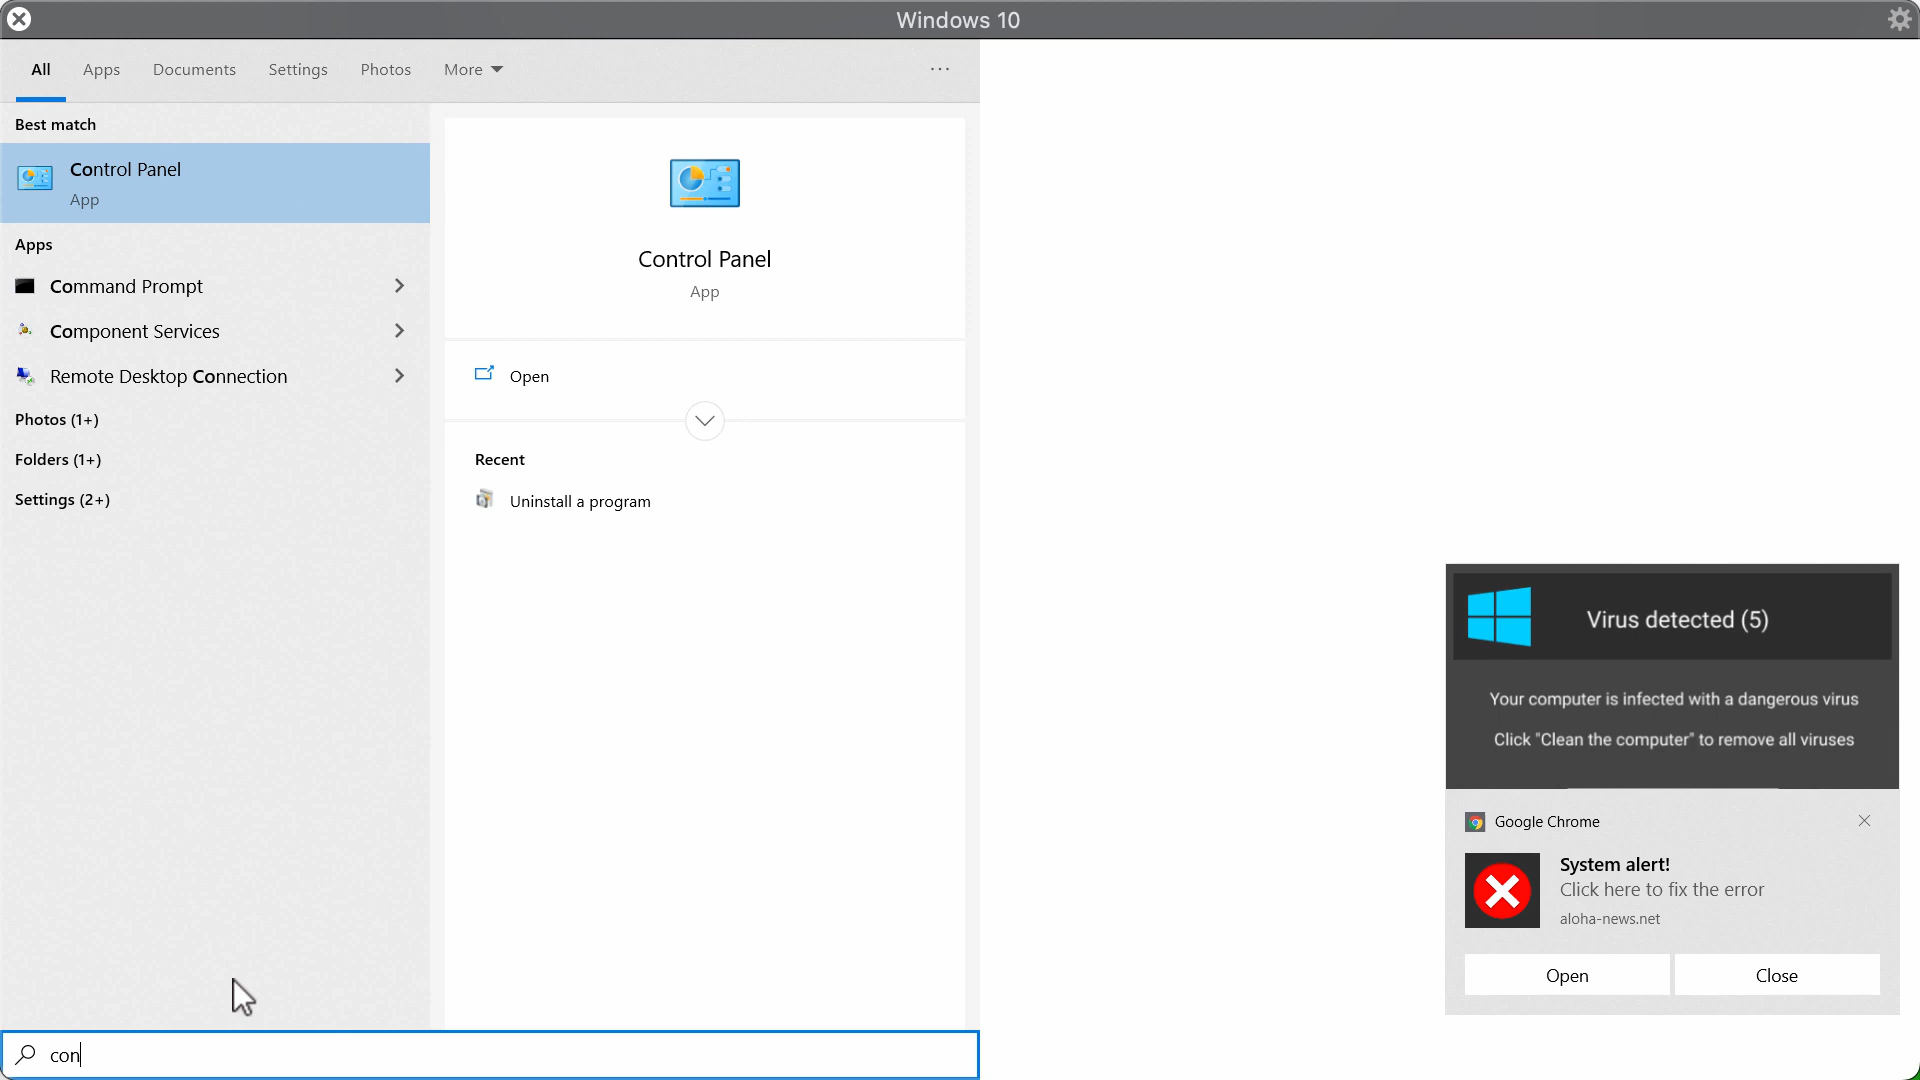 Windows 10
All Apps Documents Settings Photos More ...
Best match
Control Panel
App
Apps
Command Prompt
Component Services
Remote Desktop Connection
Photos (1+)
Folders (1+)
Settings (2+)
Control Panel
App
Open
Recent
Uninstall a program
con
Virus detected (5)
Your computer is infected with a dangerous virus
Click "Clean the computer" to remove all viruses
Google Chrome
System alert!
Click here to fix the error
aloha-news.net
Open Close